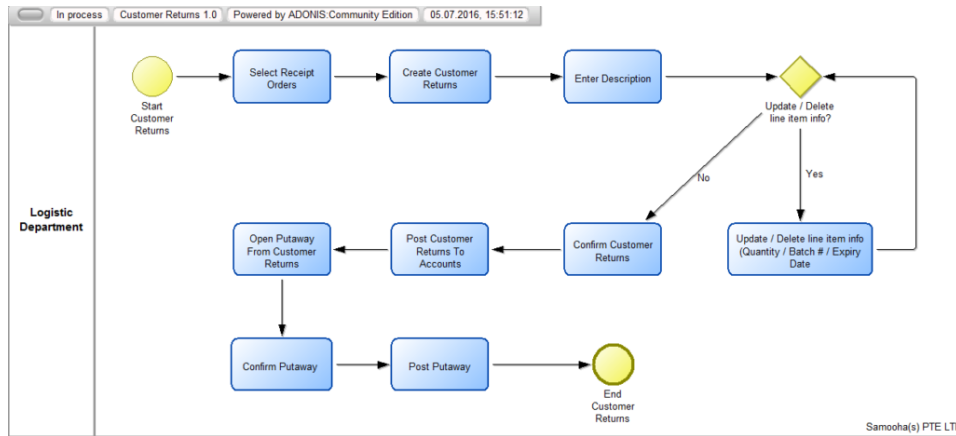 In process Customer Returns 1.0 Powered by ADONIS:Community Edition 05.07.2016, 15:51:12
Select Receipt
Orders
Create Customer
Returns
Enter Description
Start
Customer
Returns
Update / Delete
line item info?
No
Yes
Logistic
Department
Open Putaway
From Customer
Returns
Post Customer
Returns To
Accounts
Confirm Customer
Returns
Update / Delete line item info
(Quantity / Batch # / Expiry
Date
Confirm Putaway
Post Putaway
End
Customer
Returns
Samooha(s) PTE LT